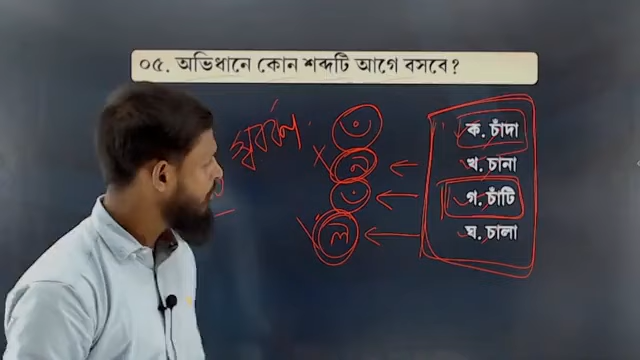 ০৫. অভিধানে কোন শব্দটি আগে বসবে?
স্বরবর্ণ
ক. চাঁদা
খ. চানা
গ. চাঁটি
ঘ. চালা
ঁ
ন
ঁ
ল